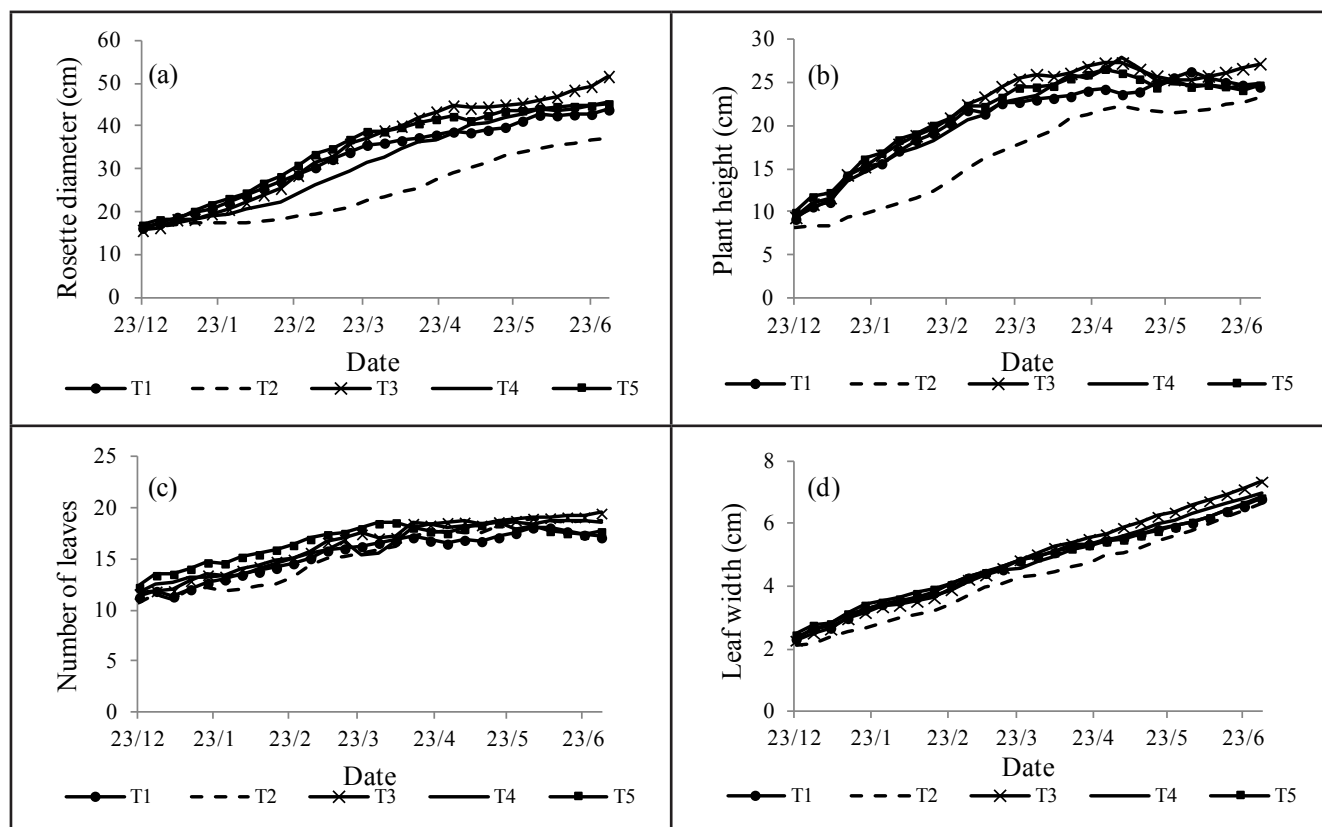 (a)
Rosette diameter (cm)
60
50
40
30
20
10
0
23/12 23/1 23/2 23/3 23/4 23/5 23/6
Date
T1 T2 T3 T4 T5
(b)
Plant height (cm)
30
25
20
15
10
5
0
23/12 23/1 23/2 23/3 23/4 23/5 23/6
Date
T1 T2 T3 T4 T5
(c)
Number of leaves
25
20
15
10
5
0
23/12 23/1 23/2 23/3 23/4 23/5 23/6
Date
T1 T2 T3 T4 T5
(d)
Leaf width (cm)
8
6
4
2
0
23/12 23/1 23/2 23/3 23/4 23/5 23/6
Date
T1 T2 T3 T4 T5